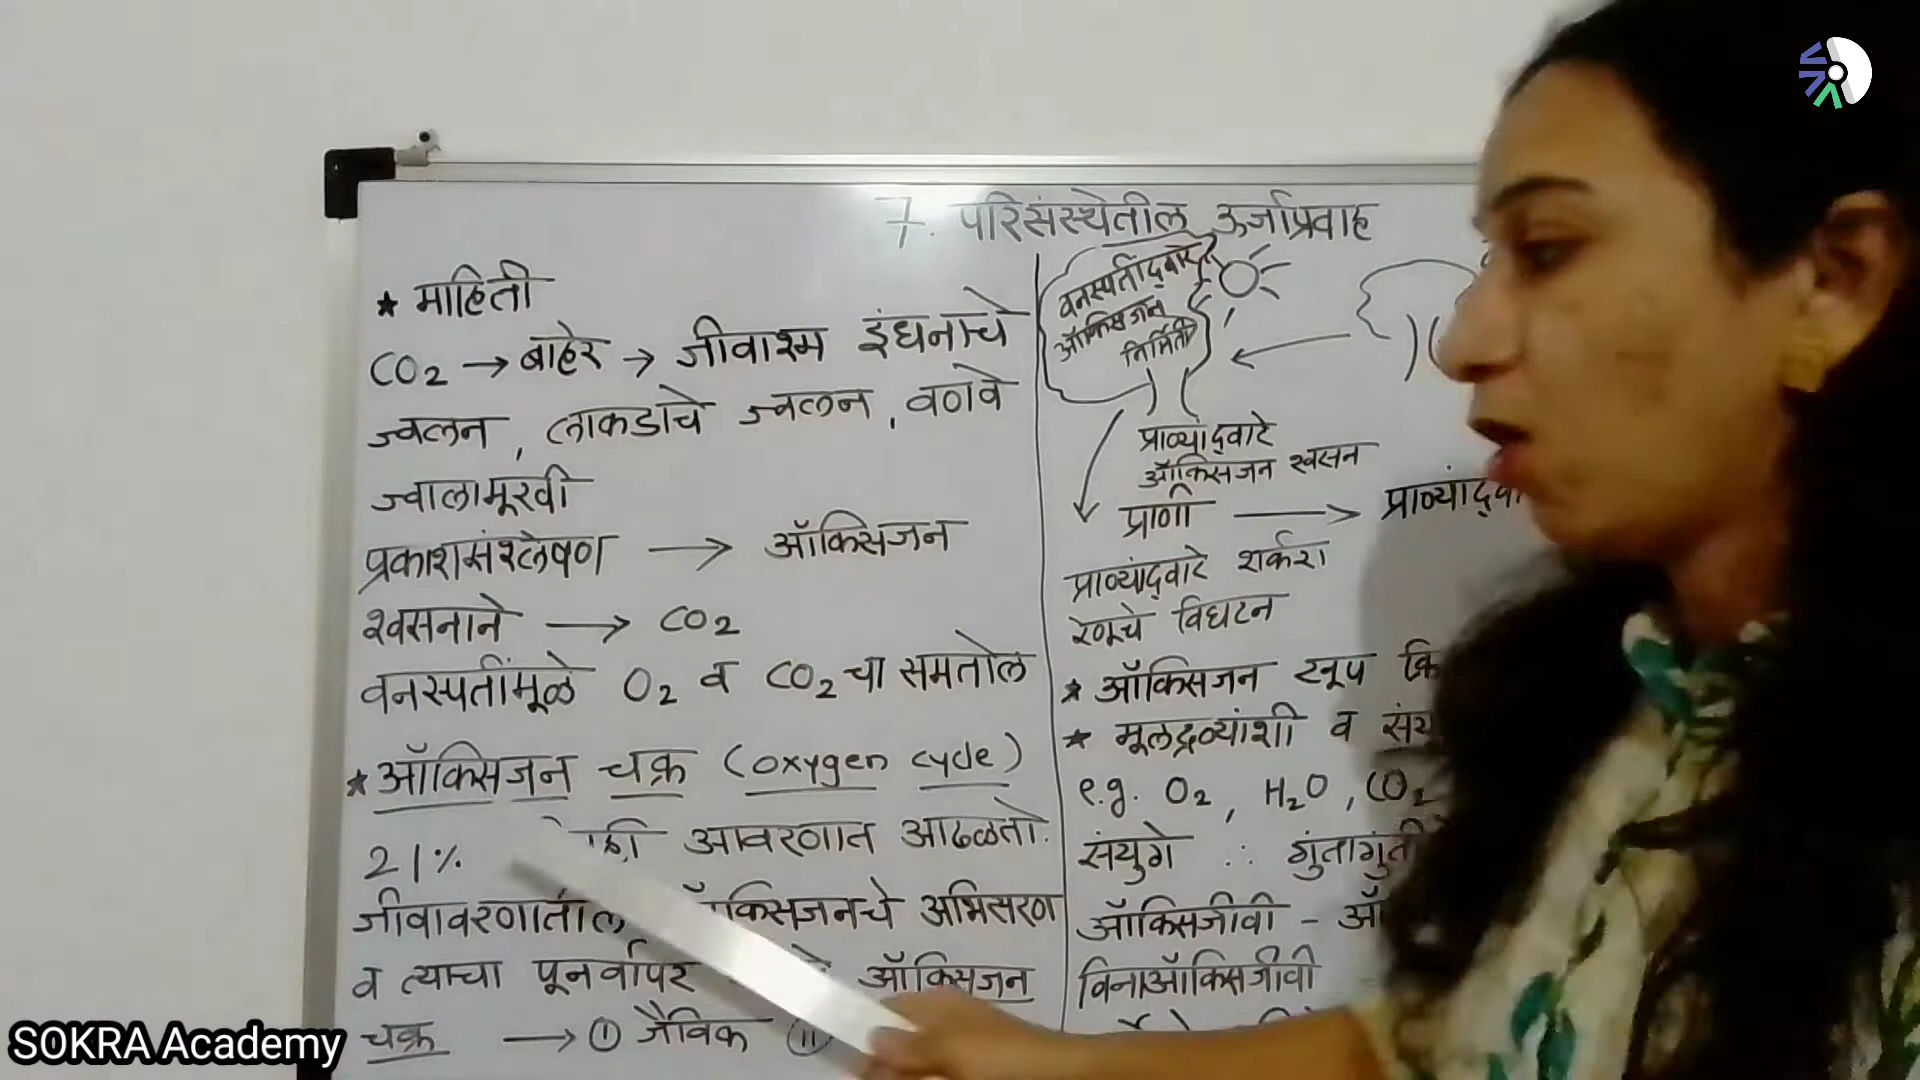 7. परिसंस्थेतील ऊर्जाप्रवाह
★ माहिती
CO₂ → बाहेर → जीवाश्म इंधनाचे
ज्वलन, लाकडाचे ज्वलन, वणवे
ज्वालामूखी
प्रकाशसंश्लेषण → ऑक्सिजन
श्वसनाने → CO₂
वनस्पतींमूळे O₂ व CO₂ चा समतोल
★ ऑक्सिजन चक्र (oxygen cycle)
21% आवरणात आढळतो.
जीवावरणातील ऑक्सिजनचे अभिसरण
व त्याचा पूनर्वापर ऑक्सिजन
चक्र → ① जैविक ⑪
वनस्पतींद्वारे
ऑक्सिजन
निर्मिती
प्राण्यांद्वारे
ऑक्सिजन श्वसन
प्राणी →
प्राण्यांद्वारे शर्करा
रेणूचे विघटन
★ ऑक्सिजन खूप
★ मूलद्रव्यांशी व
e.g. O₂, H₂O, CO₂
संयुगे ∴
ऑक्सिजीवी -
विनाऑक्सिजीवी
SOKRA Academy